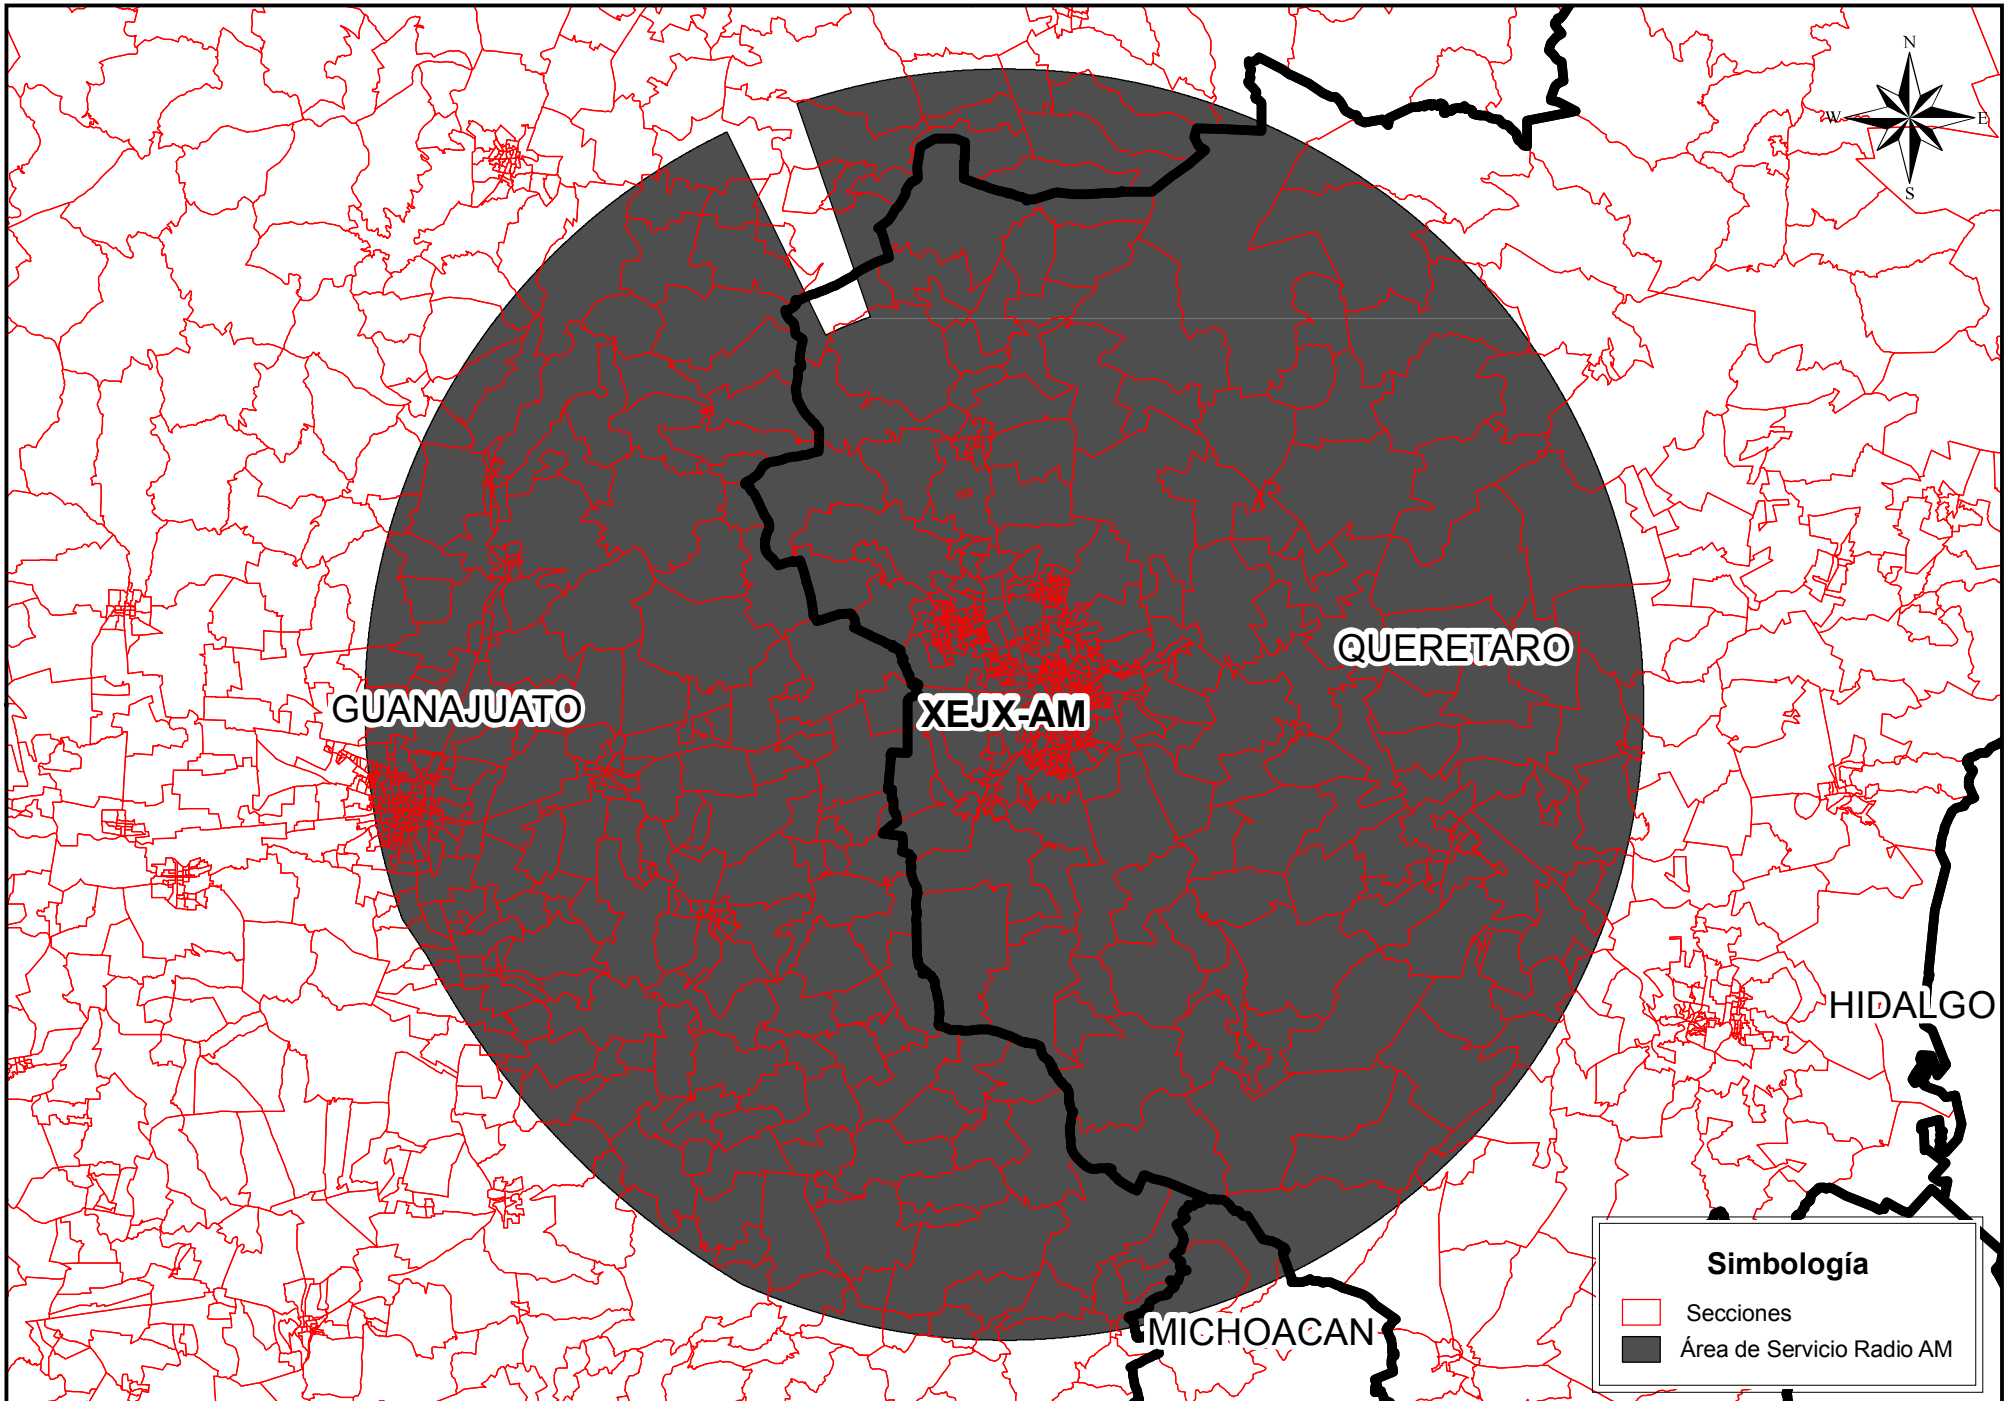 N
W
E
S
QUERETARO
GUANAJUATO
XEJX-AM
HIDALGO
MICHOACAN
Simbología
Secciones
Área de Servicio Radio AM